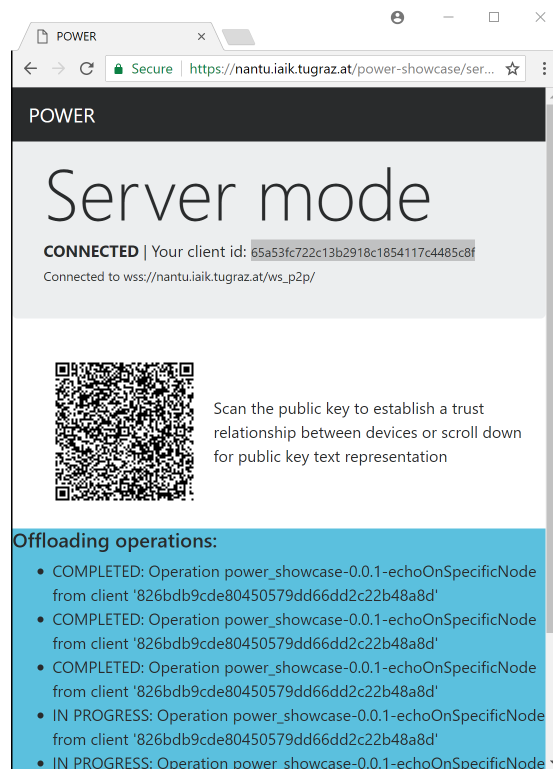 POWER
Secure
https://nantu.iaik.tugraz.at/power-showcase/ser...
POWER
Server mode
CONNECTED | Your client id: 65a53fc722c13b2918c1854117c4485c8f
Connected to wss://nantu.iaik.tugraz.at/ws_p2p/
Scan the public key to establish a trust
relationship between devices or scroll down
for public key text representation
Offloading operations:
• COMPLETED: Operation power_showcase-0.0.1-echoOnSpecificNode
from client '826bdb9cde80450579dd66dd2c22b48a8d'
• COMPLETED: Operation power_showcase-0.0.1-echoOnSpecificNode
from client '826bdb9cde80450579dd66dd2c22b48a8d'
• COMPLETED: Operation power_showcase-0.0.1-echoOnSpecificNode
from client '826bdb9cde80450579dd66dd2c22b48a8d'
• IN PROGRESS: Operation power_showcase-0.0.1-echoOnSpecificNode
from client '826bdb9cde80450579dd66dd2c22b48a8d'
• IN PROGRESS: Operation power_showcase-0.0.1-echoOnSpecificNode